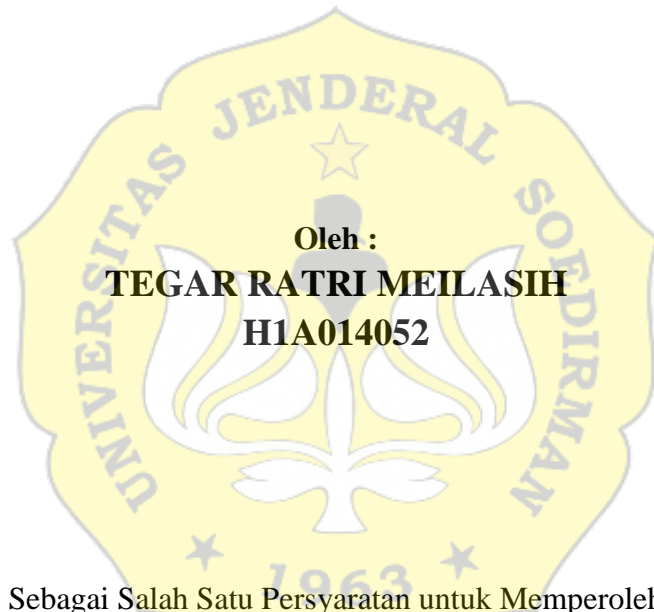 UNIVERSITAS JENDERAL SOEDIRMAN
Oleh :
TEGAR RATRI MEILASIH
H1A014052
1963
Sebagai Salah Satu Persyaratan untuk Memperoleh